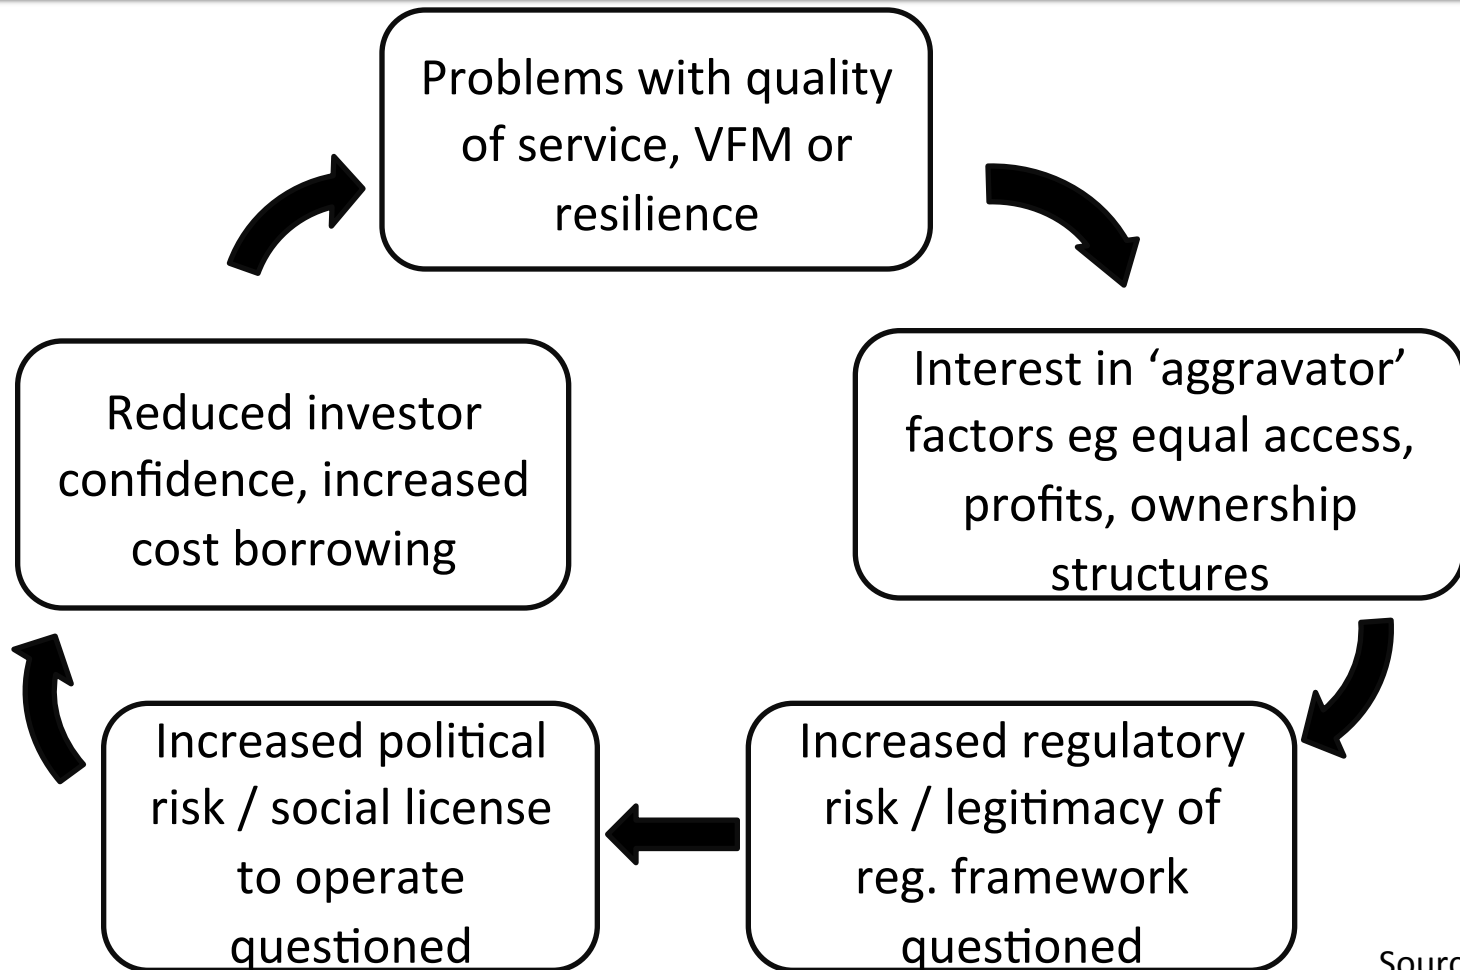 Problems with quality
of service, VFM or
resilience
Interest in ‘aggravator’
factors eg equal access,
profits, ownership
structures
Increased regulatory
risk / legitimacy of
reg. framework
questioned
Increased political
risk / social license
to operate
questioned
Reduced investor
confidence, increased
cost borrowing